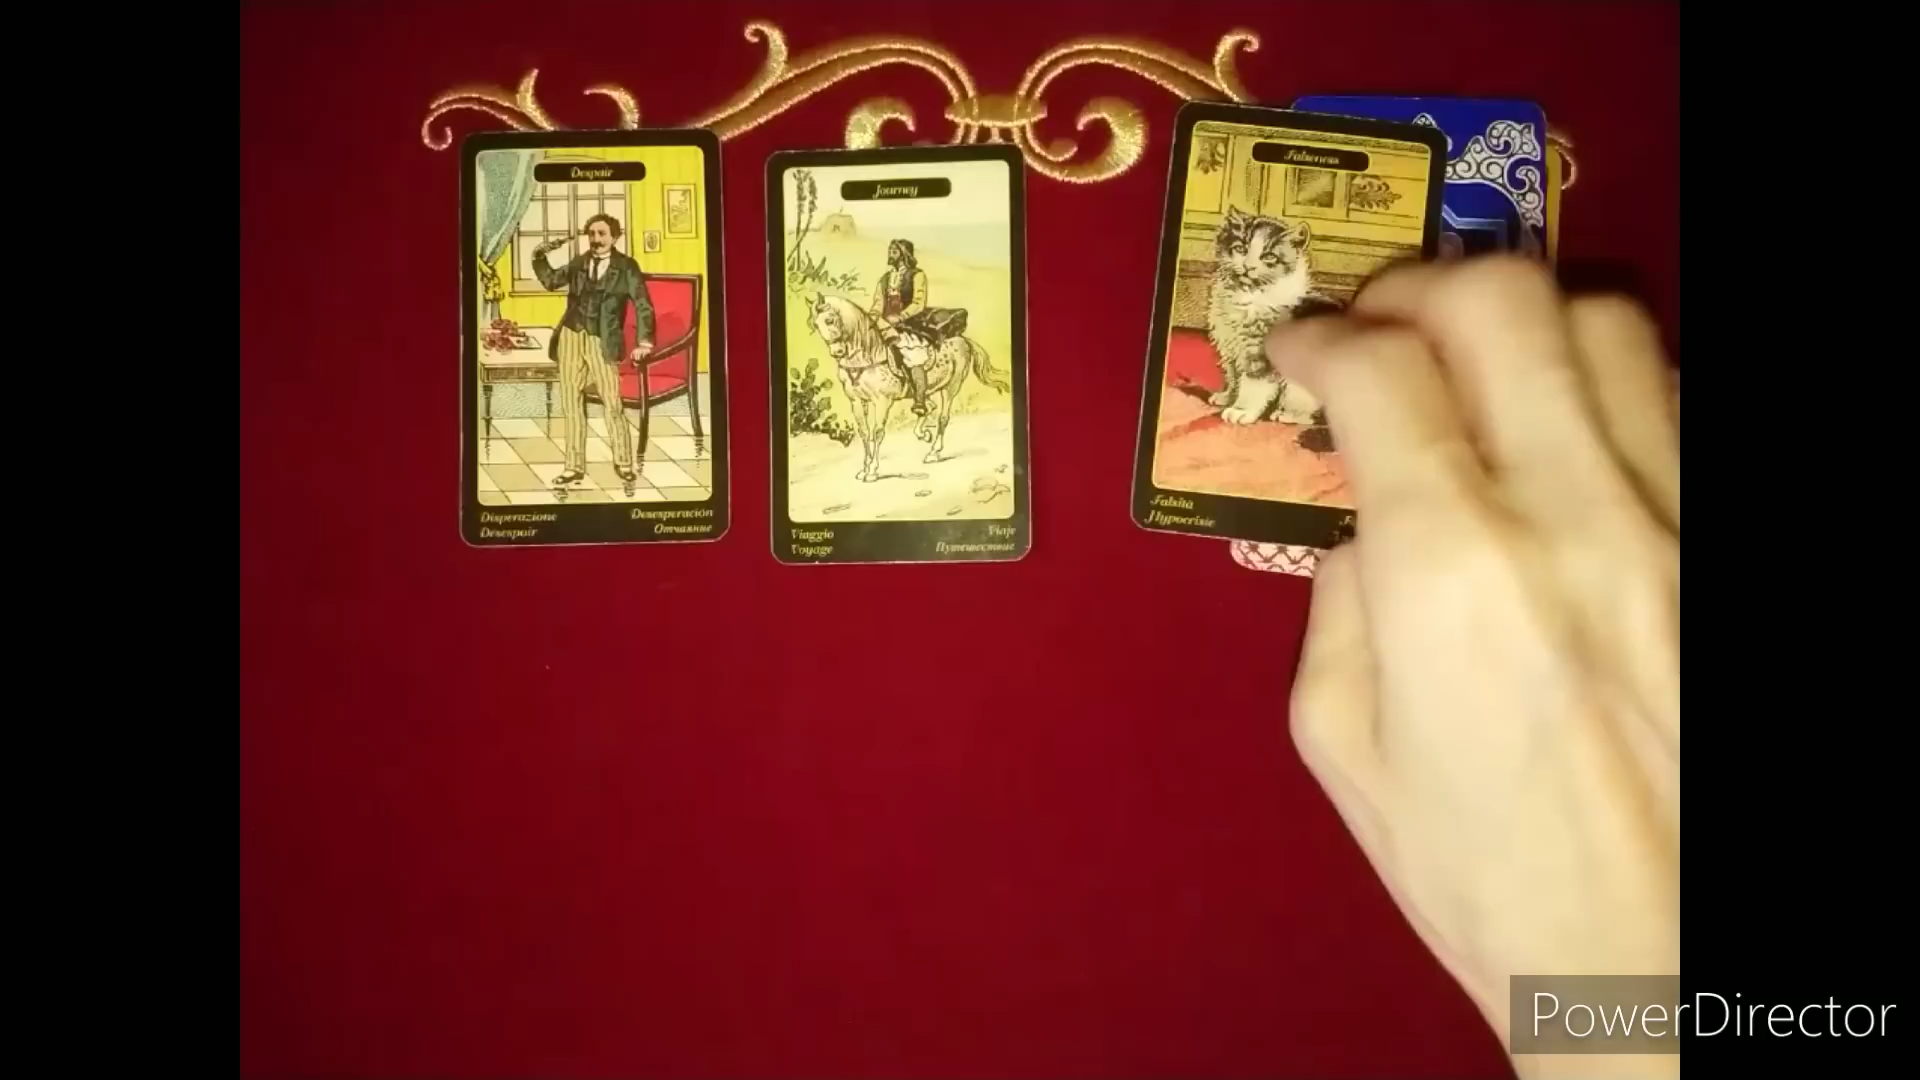 Despair
Disperazione
Desespoir
Desesperación
Отчаяние
Journey
Viaggio
Voyage
Viaje
Путешествие
Falseness
Falsità
Hypocrisie
PowerDirector